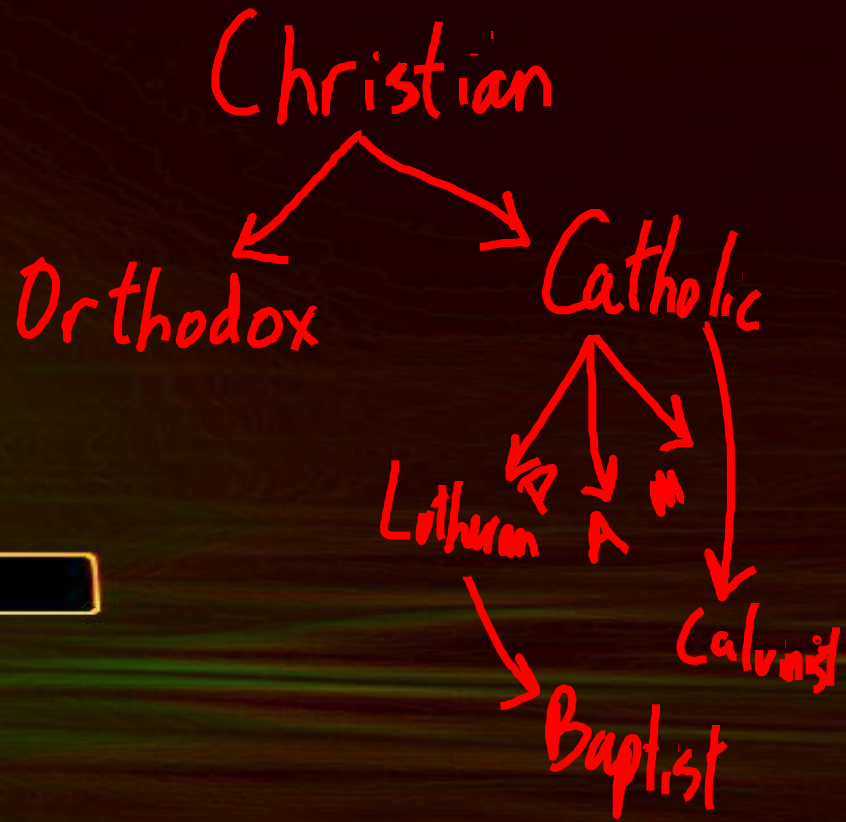 Christian
Orthodox
Catholic
Lutheran
P
A
M
Calvinist
Baptist